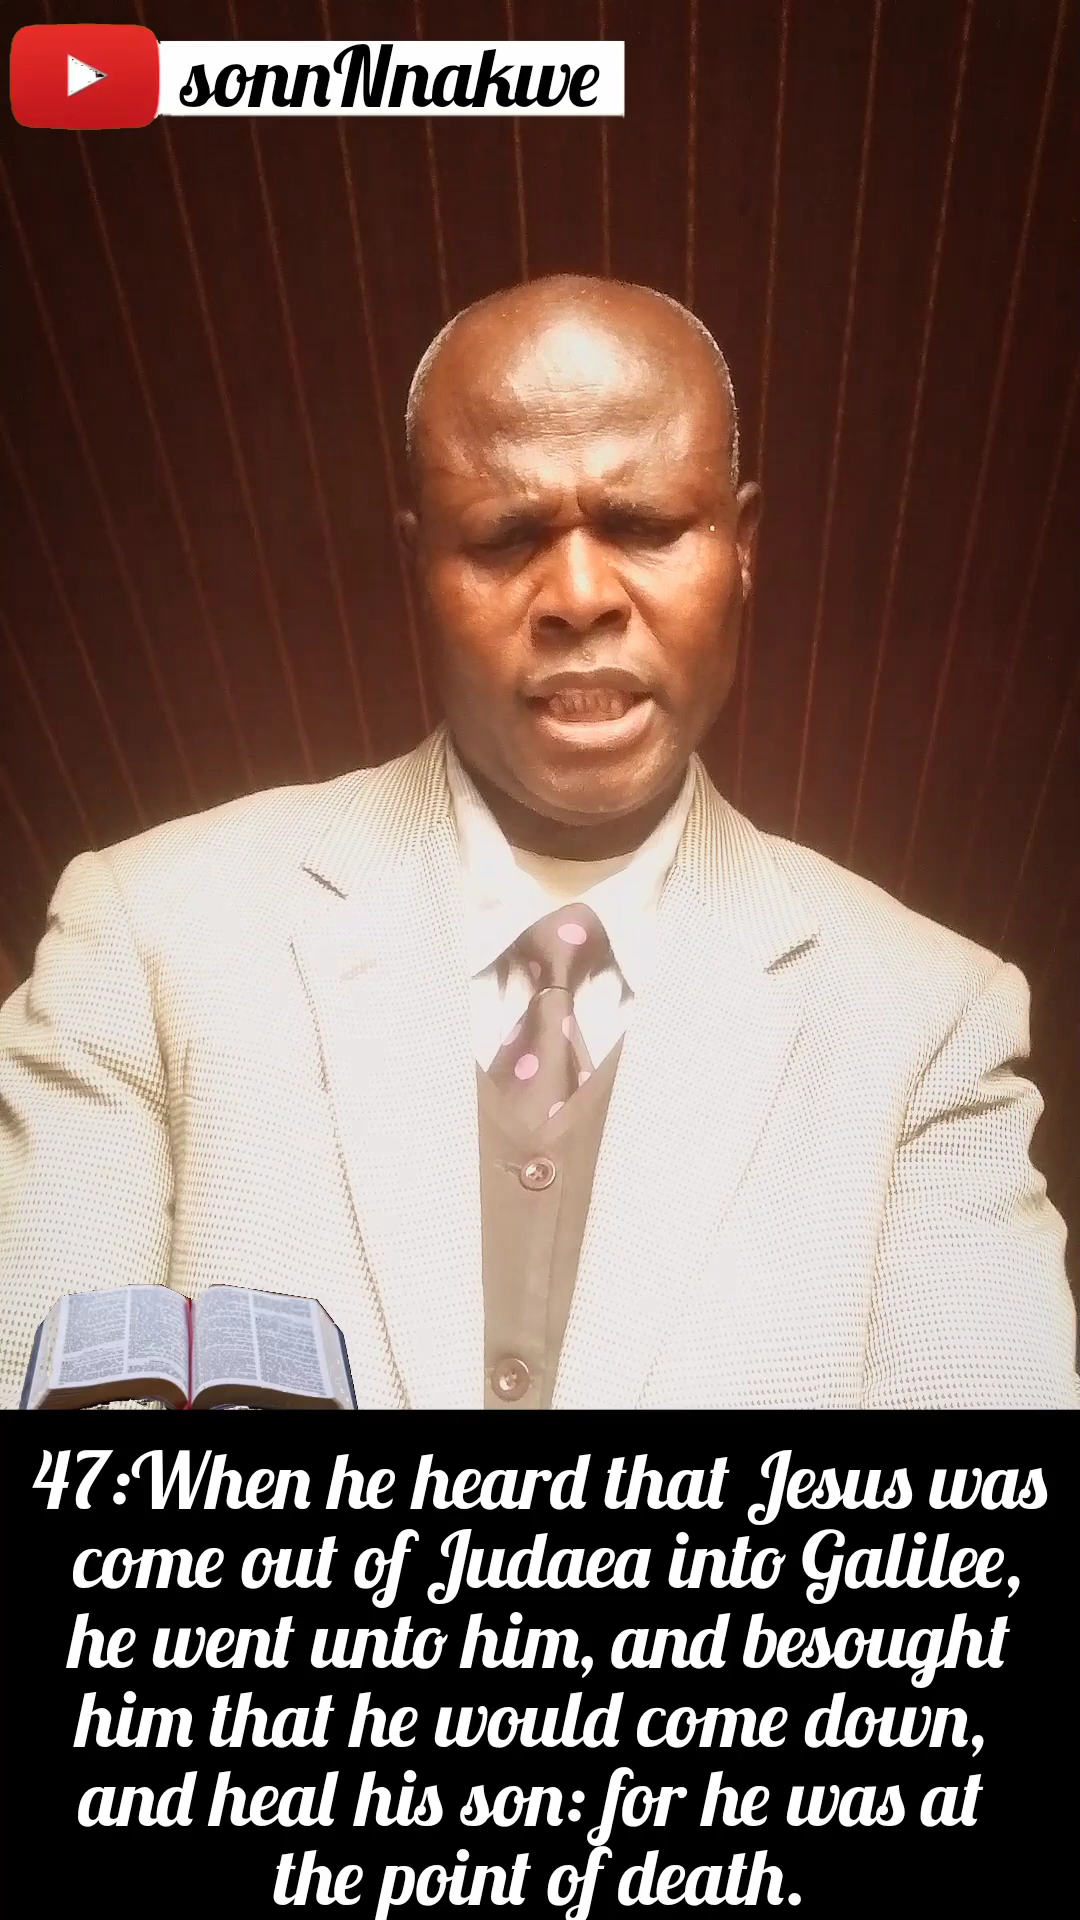 sonnNnakwe
47:When he heard that Jesus was
come out of Judaea into Galilee,
he went unto him, and besought
him that he would come down,
and heal his son: for he was at
the point of death.